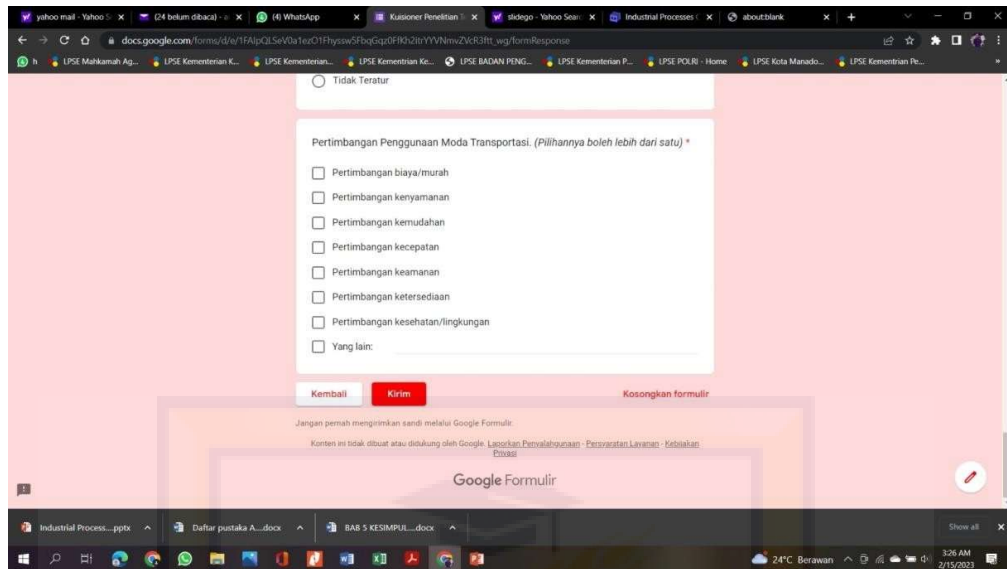 yahoo mail - Yahoo S
(24 belum dibaca) - a
(4) WhatsApp
Kuisioner Penelitian
slidego - Yahoo Sear
Industrial Processes
about:blank
docs.google.com/forms/d/e/
h
LPSE Mahkamah Ag...
LPSE Kementerian K...
LPSE Kementerian...
LPSE Kementrian Ke...
LPSE BADAN PENG...
LPSE Kementerian P...
LPSE POLRI - Home
LPSE Kota Manado...
LPSE Kementrian Pe...
Tidak Teratur
Pertimbangan Penggunaan Moda Transportasi. (Pilihannya boleh lebih dari satu) *
Pertimbangan biaya/murah
Pertimbangan kenyamanan
Pertimbangan kemudahan
Pertimbangan kecepatan
Pertimbangan keamanan
Pertimbangan ketersediaan
Pertimbangan kesehatan/lingkungan
Yang lain:
Kembali
Kirim
Kosongkan formulir
Jangan pernah mengirimkan sandi melalui Google Formulir.
Konten ini tidak dibuat atau didukung oleh Google. Laporkan Penyalahgunaan - Persyaratan Layanan - Kebijakan
Privasi
Google Formulir
Industrial Process....pptx
Daftar pustaka A....docx
BAB 5 KESIMPUL....docx
Show all
24°C Berawan
3:26 AM
2/15/2023